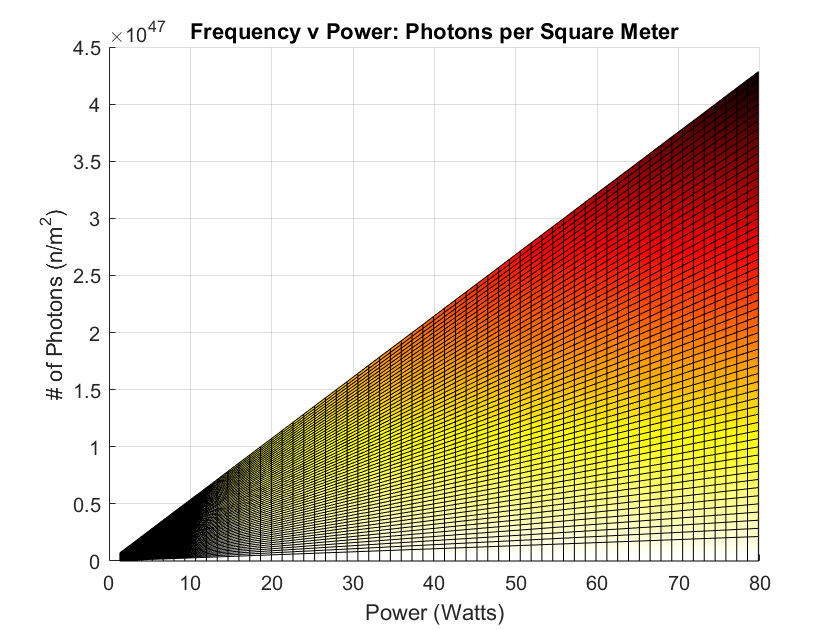 ×10^47
Frequency v Power: Photons per Square Meter
4.5
4
3.5
3
2.5
2
1.5
1
0.5
0
# of Photons (n/m^2)
0 10 20 30 40 50 60 70 80
Power (Watts)